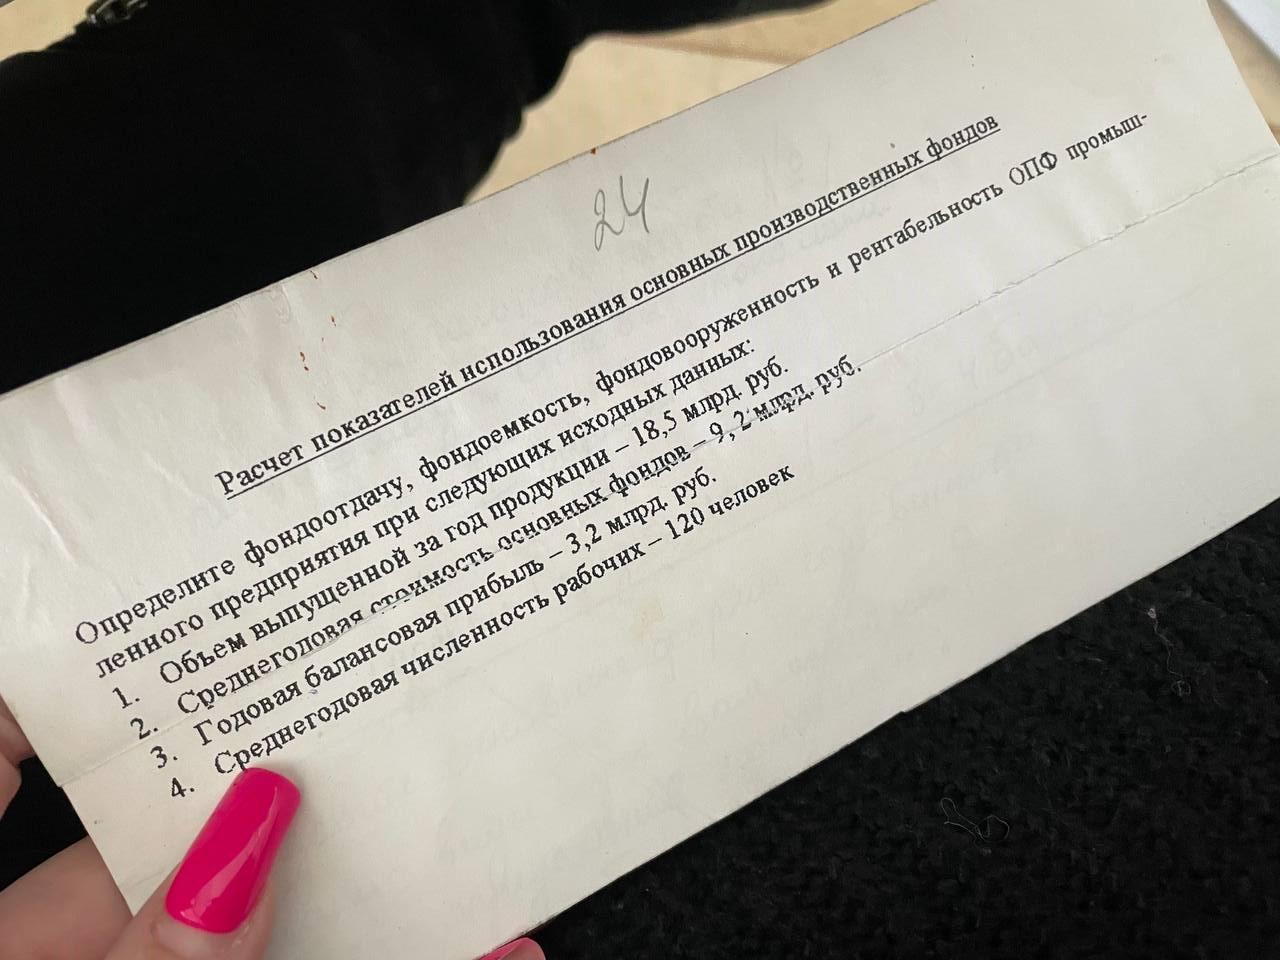 24
Расчет показателей использования основных производственных фондов
Определите фондоотдачу, фондоемкость, фондовооруженность и рентабельность ОПФ промыш-
ленного предприятия при следующих исходных данных:
1. Объем выпущенной за год продукции – 18,5 млрд. руб.
2. Среднегодовая стоимость основных фондов – 9,2 млрд. руб.
3. Годовая балансовая прибыль – 3,2 млрд. руб.
4. Среднегодовая численность рабочих – 120 человек